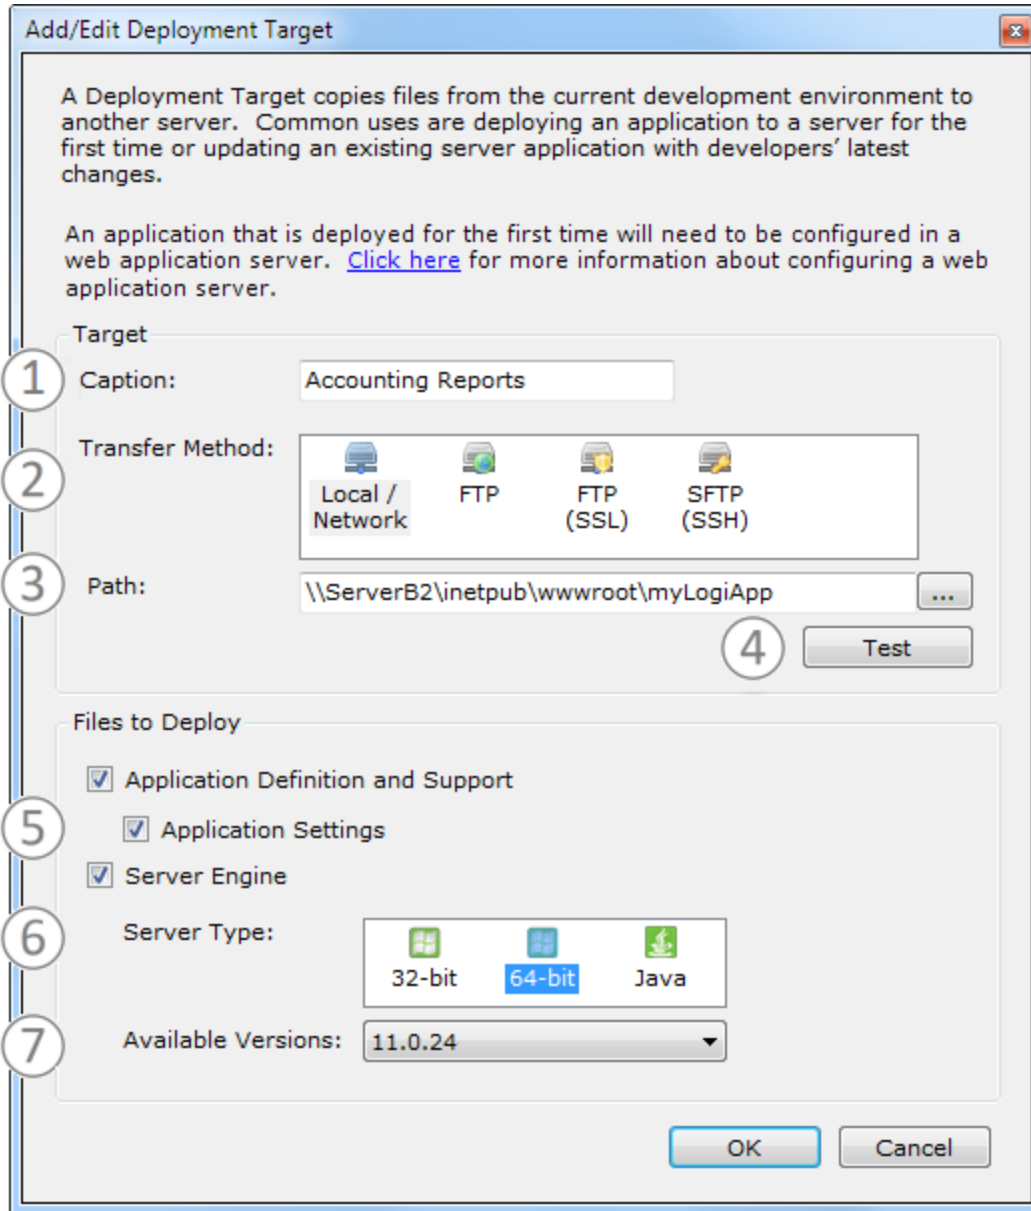 Add/Edit Deployment Target
A Deployment Target copies files from the current development environment to
another server.  Common uses are deploying an application to a server for the
first time or updating an existing server application with developers’ latest
changes.
An application that is deployed for the first time will need to be configured in a
web application server.  Click here for more information about configuring a web
application server.
Target
1 Caption: Accounting Reports
2 Transfer Method:
Local / Network
FTP
FTP (SSL)
SFTP (SSH)
3 Path: \\ServerB2\inetpub\wwwroot\myLogiApp ...
4 Test
Files to Deploy
Application Definition and Support
5 Application Settings
Server Engine
6 Server Type: 32-bit 64-bit Java
7 Available Versions: 11.0.24
OK Cancel